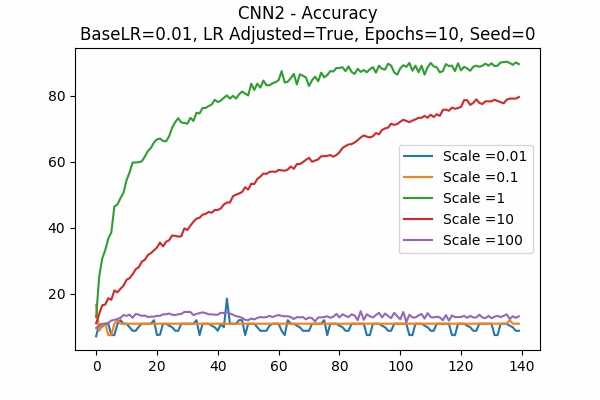 CNN2 - Accuracy
BaseLR=0.01, LR Adjusted=True, Epochs=10, Seed=0
80
60
40
20
Scale =0.01
Scale =0.1
Scale =1
Scale =10
Scale =100
0 20 40 60 80 100 120 140